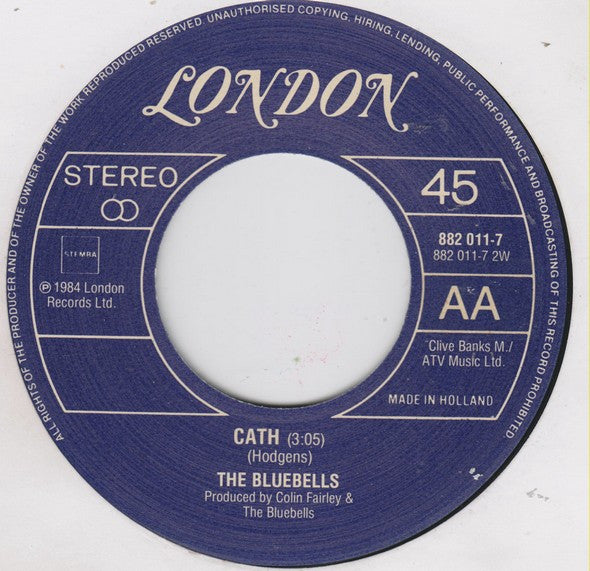 ALL RIGHTS OF THE PRODUCER AND OF THE OWNER OF THE WORK REPRODUCED RESERVED. UNAUTHORISED COPYING, HIRING, LENDING, PUBLIC PERFORMANCE AND BROADCASTING OF THIS RECORD PROHIBITED
LONDON
STEREO
45
STEMRA
℗ 1984 London
Records Ltd.
882 011-7
882 011-7 2W
AA
Clive Banks M./
ATV Music Ltd.
MADE IN HOLLAND
CATH (3:05)
(Hodgens)
THE BLUEBELLS
Produced by Colin Fairley &
The Bluebells